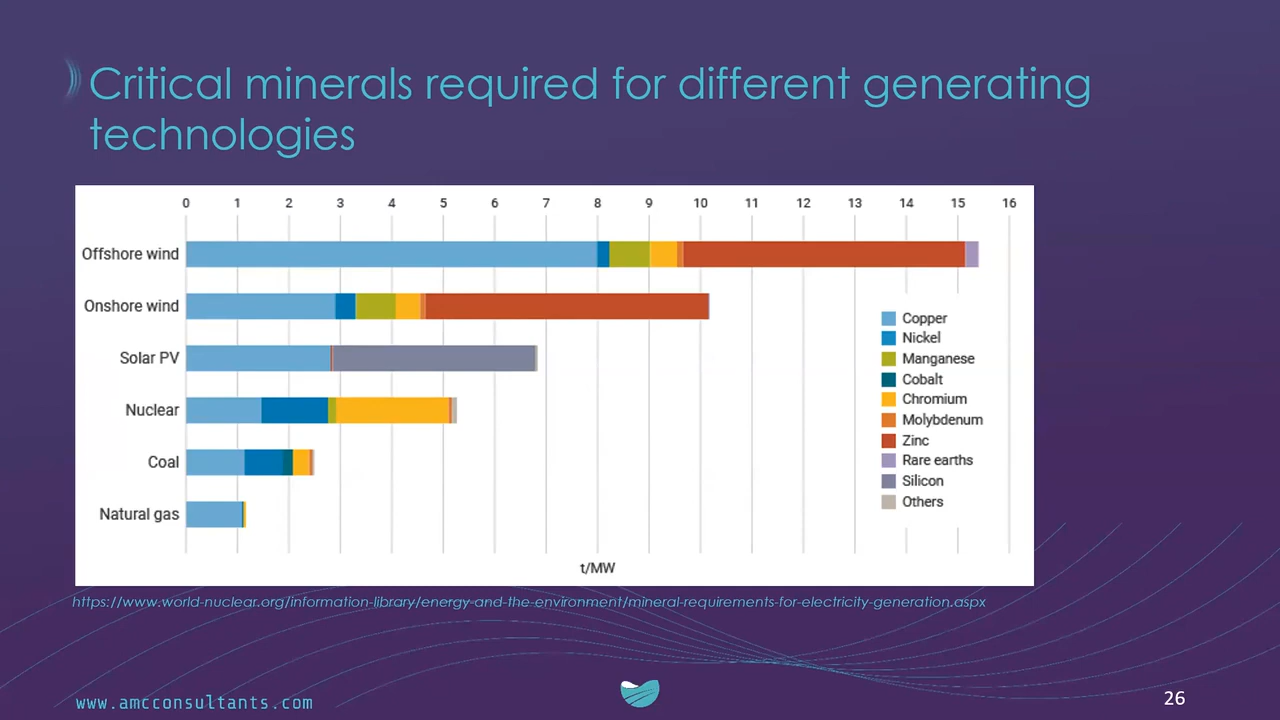 Critical minerals required for different generating
technologies
0 1 2 3 4 5 6 7 8 9 10 11 12 13 14 15 16
Offshore wind
Onshore wind
Solar PV
Nuclear
Coal
Natural gas
Copper
Nickel
Manganese
Cobalt
Chromium
Molybdenum
Zinc
Rare earths
Silicon
Others
t/MW
https://www.world-nuclear.org/information-library/energy-and-the-environment/mineral-requirements-for-electricity-generation.aspx
www.amcconsultants.com
26